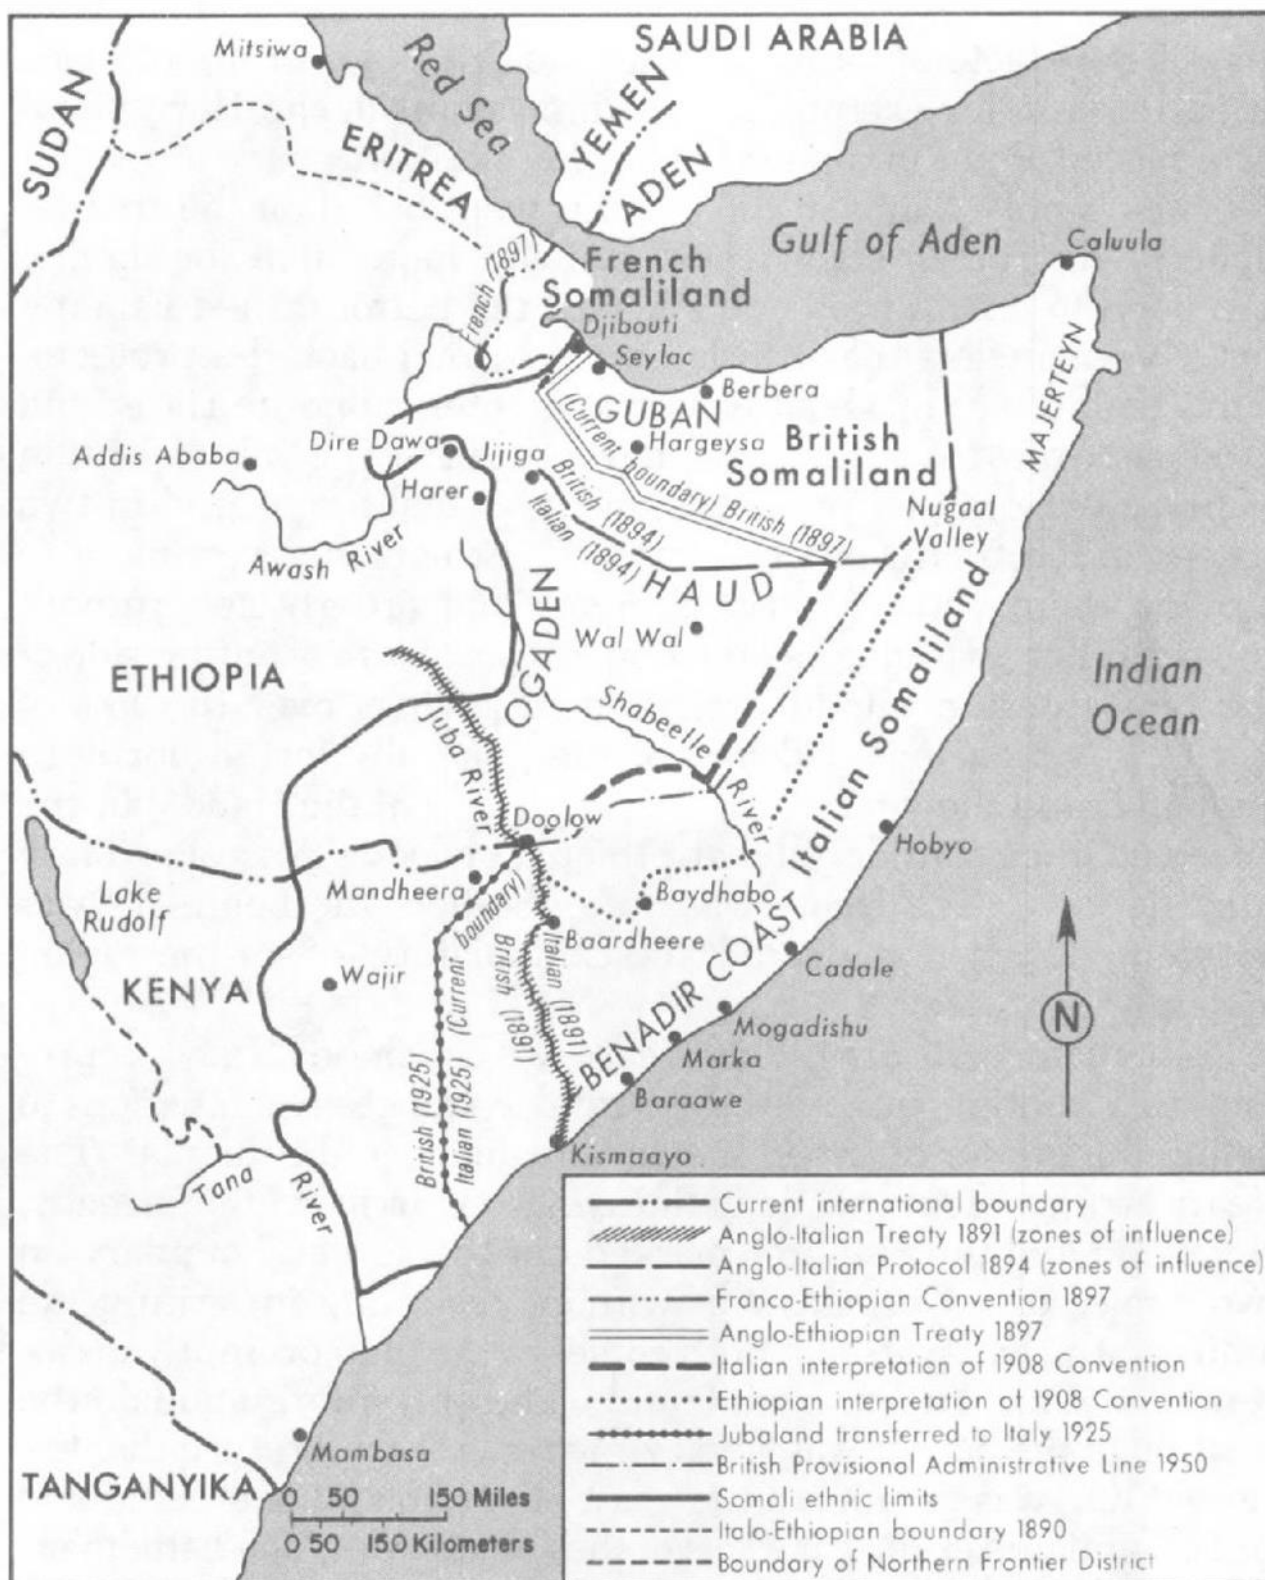 SAUDI ARABIA
Mitsiwa
Red Sea
SUDAN
YEMEN
ERITREA
ADEN
Gulf of Aden
Caluula
French (1897)
French
Somaliland
Djibouti
Seylac
Berbera
MAJERTEYN
GUBAN
(Current boundary) British (1897)
Hargeysa
British
Somaliland
Dire Dawa
Jijiga
Addis Ababa
Harer
British (1894)
Italian (1894)
Nugaal
Valley
Awash River
HAUD
OGADEN
Wal Wal
Italian Somaliland
ETHIOPIA
Indian
Ocean
Juba River
Shabeelle River
Doolow
Hobyo
Lake
Rudolf
Mandheera
(Current boundary)
Baydhabo
Baardheere
Italian (1891)
British (1891)
BENADIR COAST
Cadale
KENYA
Wajir
N
Mogadishu
Marka
Baraawe
British (1925)
Italian (1925)
Kismaayo
Tana River
Current international boundary
Anglo-Italian Treaty 1891 (zones of influence)
Anglo-Italian Protocol 1894 (zones of influence)
Franco-Ethiopian Convention 1897
Anglo-Ethiopian Treaty 1897
Italian interpretation of 1908 Convention
Ethiopian interpretation of 1908 Convention
Jubaland transferred to Italy 1925
British Provisional Administrative Line 1950
Somali ethnic limits
Italo-Ethiopian boundary 1890
Boundary of Northern Frontier District
Mambasa
TANGANYIKA
0 50 150 Miles
0 50 150 Kilometers